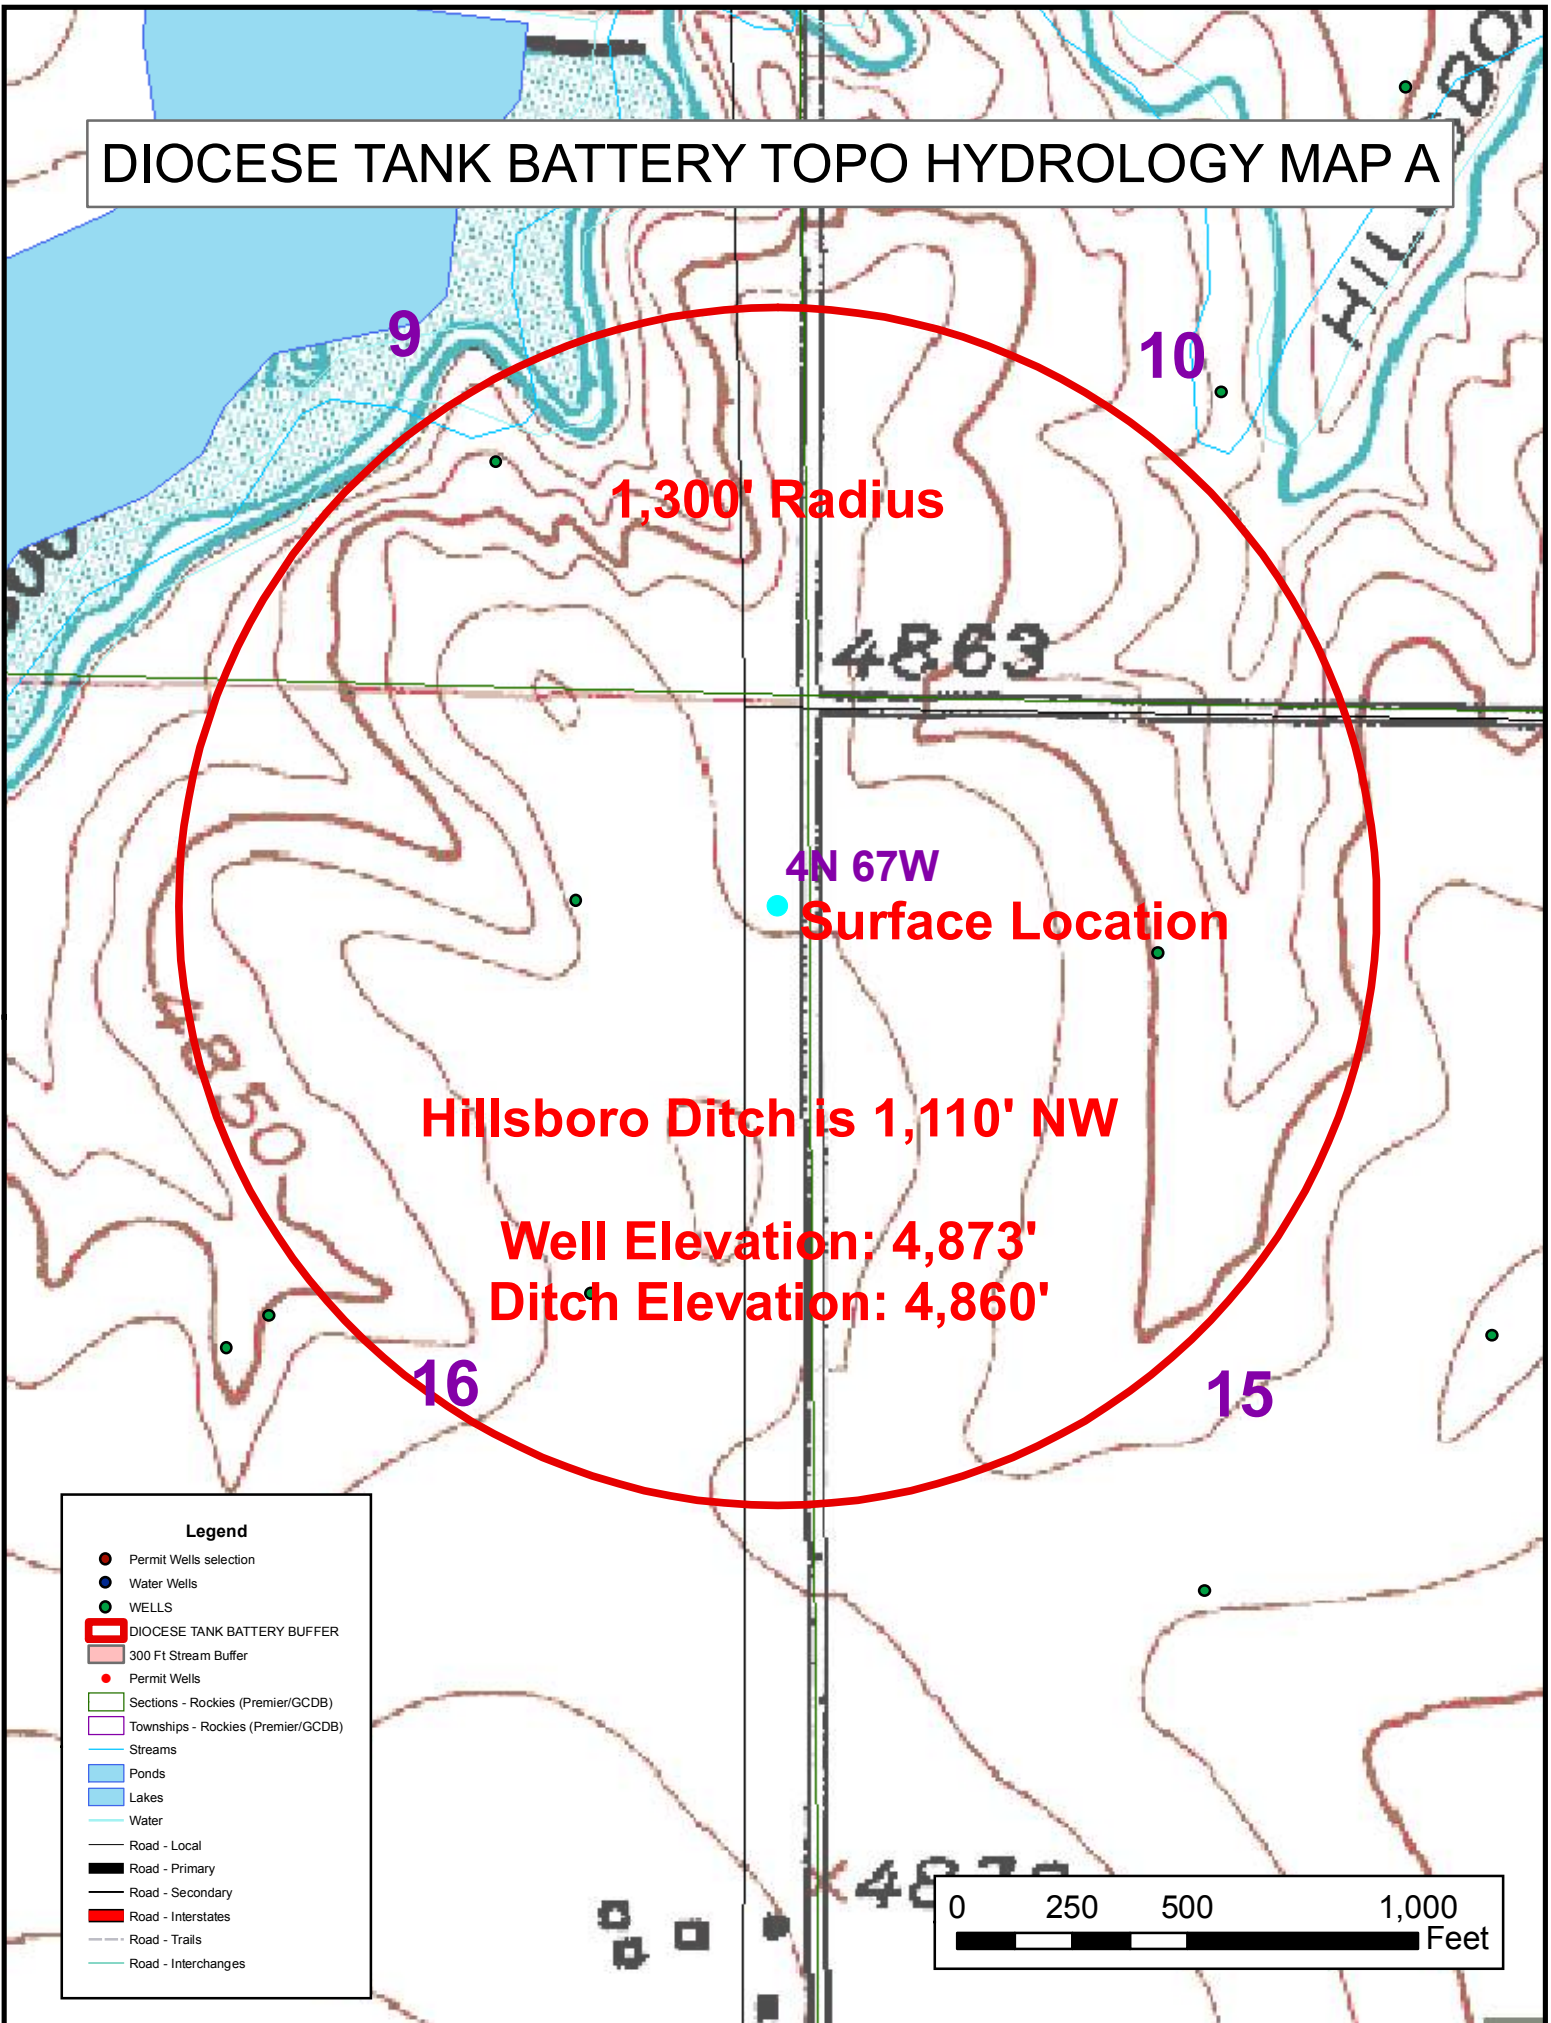 DIOCESE TANK BATTERY TOPO HYDROLOGY MAP A
9
10
1,300' Radius
4863
4N 67W
Surface Location
4850
Hillsboro Ditch is 1,110' NW
Well Elevation: 4,873'
Ditch Elevation: 4,860'
16
15
Legend
Permit Wells selection
Water Wells
WELLS
DIOCESE TANK BATTERY BUFFER
300 Ft Stream Buffer
Permit Wells
Sections - Rockies (Premier/GCDB)
Townships - Rockies (Premier/GCDB)
Streams
Ponds
Lakes
Water
Road - Local
Road - Primary
Road - Secondary
Road - Interstates
Road - Trails
Road - Interchanges
0 250 500 1,000
Feet